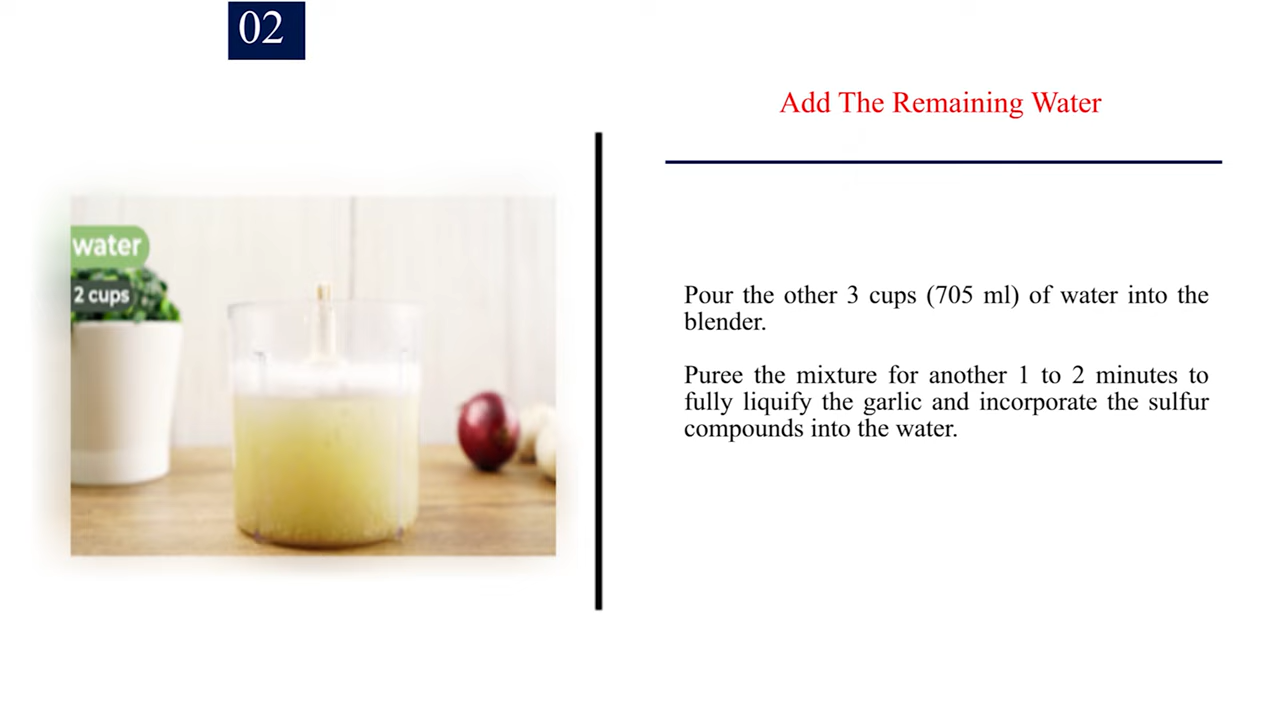 02
Add The Remaining Water
water
2 cups
Pour the other 3 cups (705 ml) of water into the
blender.
Puree the mixture for another 1 to 2 minutes to
fully liquify the garlic and incorporate the sulfur
compounds into the water.